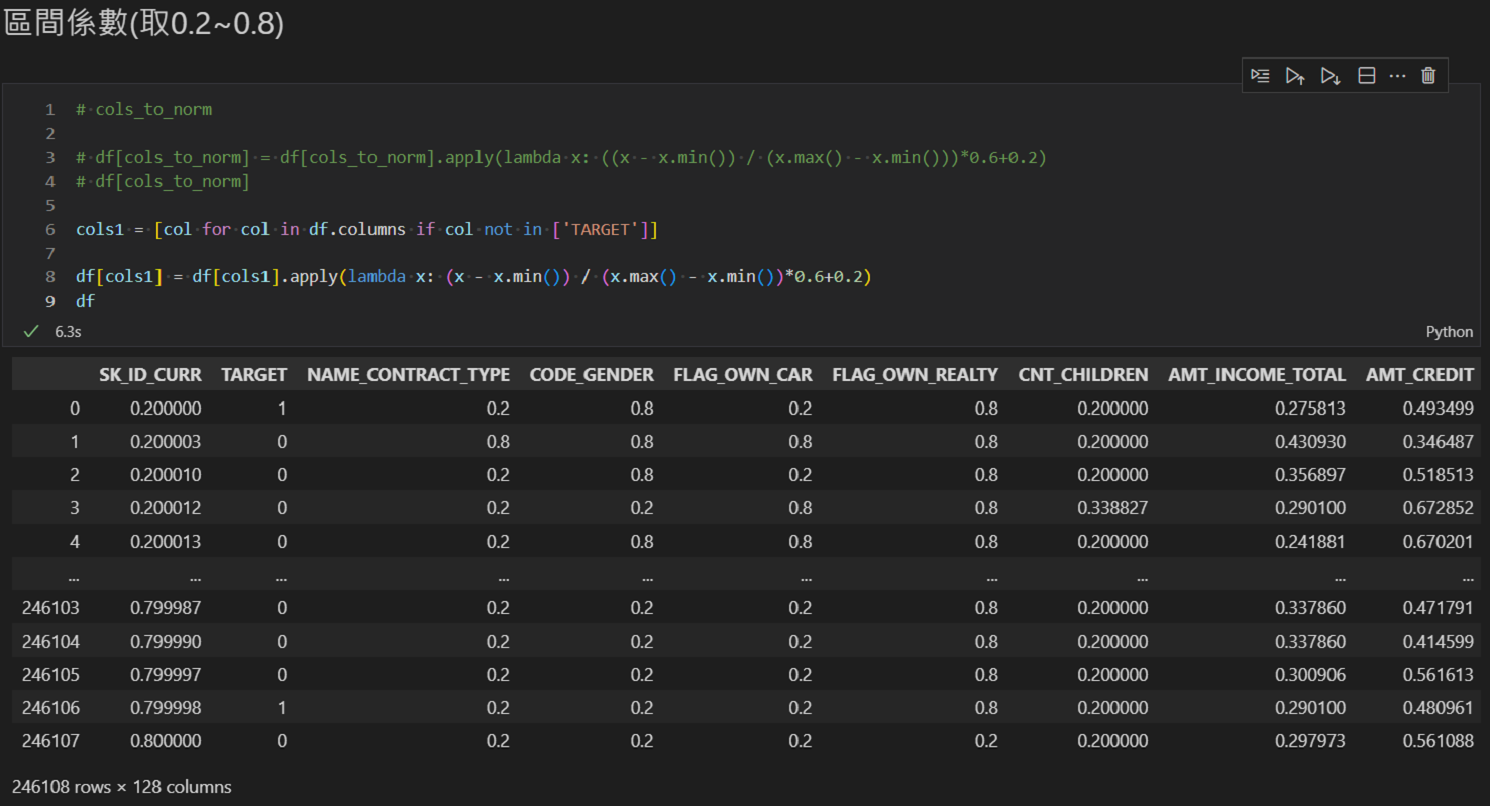 區間係數(取0.2~0.8)
1 # cols_to_norm
2
3 # df[cols_to_norm] = df[cols_to_norm].apply(lambda x: ((x - x.min()) / (x.max() - x.min()))*0.6+0.2)
4 # df[cols_to_norm]
5
6 cols1 = [col for col in df.columns if col not in ['TARGET']]
7
8 df[cols1] = df[cols1].apply(lambda x: (x - x.min()) / (x.max() - x.min())*0.6+0.2)
9 df
6.3s Python
SK_ID_CURR TARGET NAME_CONTRACT_TYPE CODE_GENDER FLAG_OWN_CAR FLAG_OWN_REALTY CNT_CHILDREN AMT_INCOME_TOTAL AMT_CREDIT
0 0.200000 1 0.2 0.8 0.2 0.8 0.200000 0.275813 0.493499
1 0.200003 0 0.8 0.8 0.8 0.8 0.200000 0.430930 0.346487
2 0.200010 0 0.2 0.8 0.2 0.8 0.200000 0.356897 0.518513
3 0.200012 0 0.2 0.2 0.8 0.8 0.338827 0.290100 0.672852
4 0.200013 0 0.2 0.8 0.8 0.8 0.200000 0.241881 0.670201
... ... ... ... ... ... ... ... ... ...
246103 0.799987 0 0.2 0.2 0.2 0.8 0.200000 0.337860 0.471791
246104 0.799990 0 0.2 0.2 0.2 0.8 0.200000 0.337860 0.414599
246105 0.799997 0 0.2 0.2 0.2 0.8 0.200000 0.300906 0.561613
246106 0.799998 1 0.2 0.2 0.2 0.8 0.200000 0.290100 0.480961
246107 0.800000 0 0.2 0.2 0.2 0.2 0.200000 0.297973 0.561088
246108 rows × 128 columns